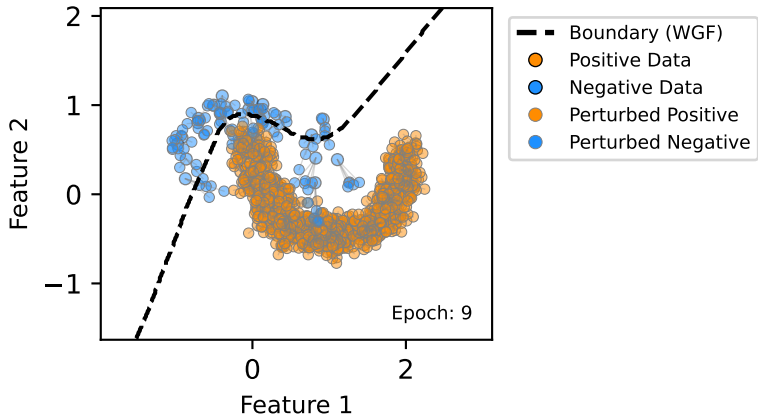 2
1
0
−1
Feature 2
0
2
Feature 1
Epoch: 9
Boundary (WGF)
Positive Data
Negative Data
Perturbed Positive
Perturbed Negative